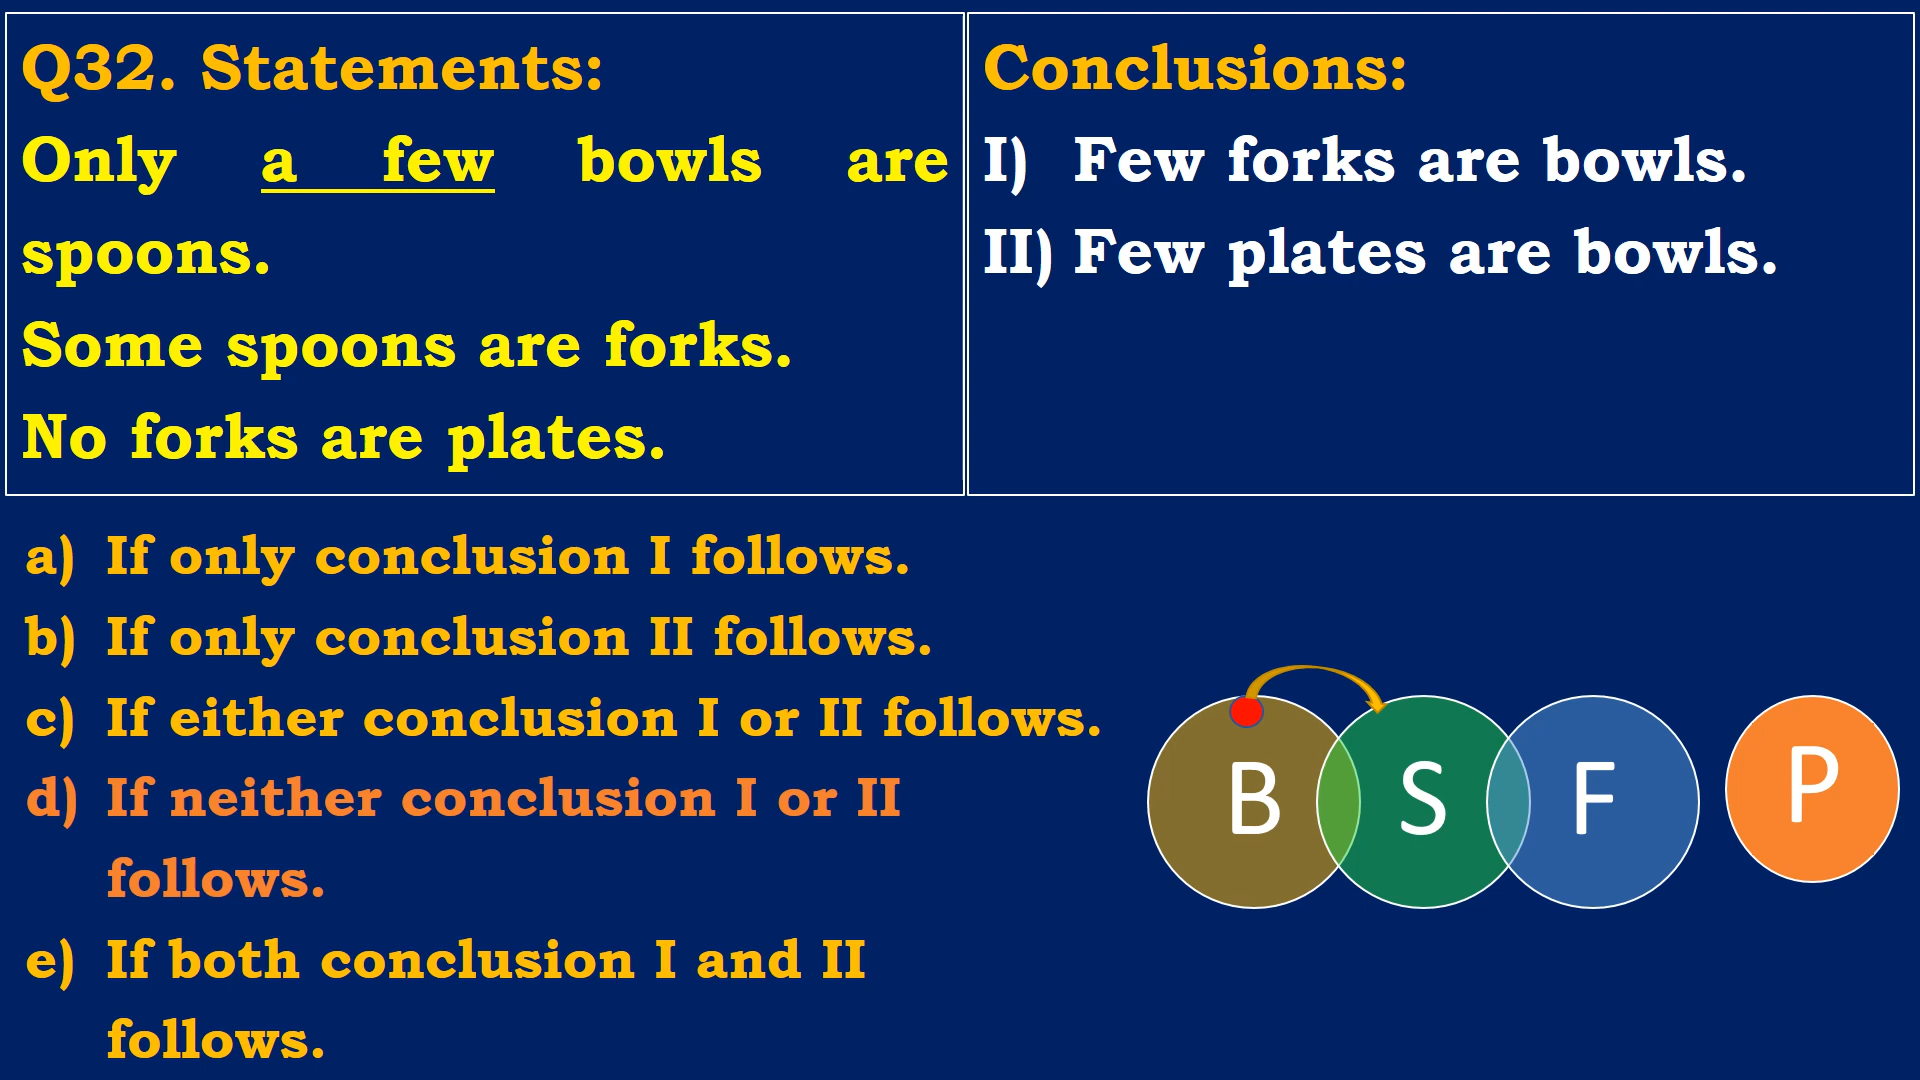 Q32. Statements:
Only a few bowls are
spoons.
Some spoons are forks.
No forks are plates.
Conclusions:
I) Few forks are bowls.
II) Few plates are bowls.
a) If only conclusion I follows.
b) If only conclusion II follows.
c) If either conclusion I or II follows.
d) If neither conclusion I or II
follows.
e) If both conclusion I and II
follows.
B S F P